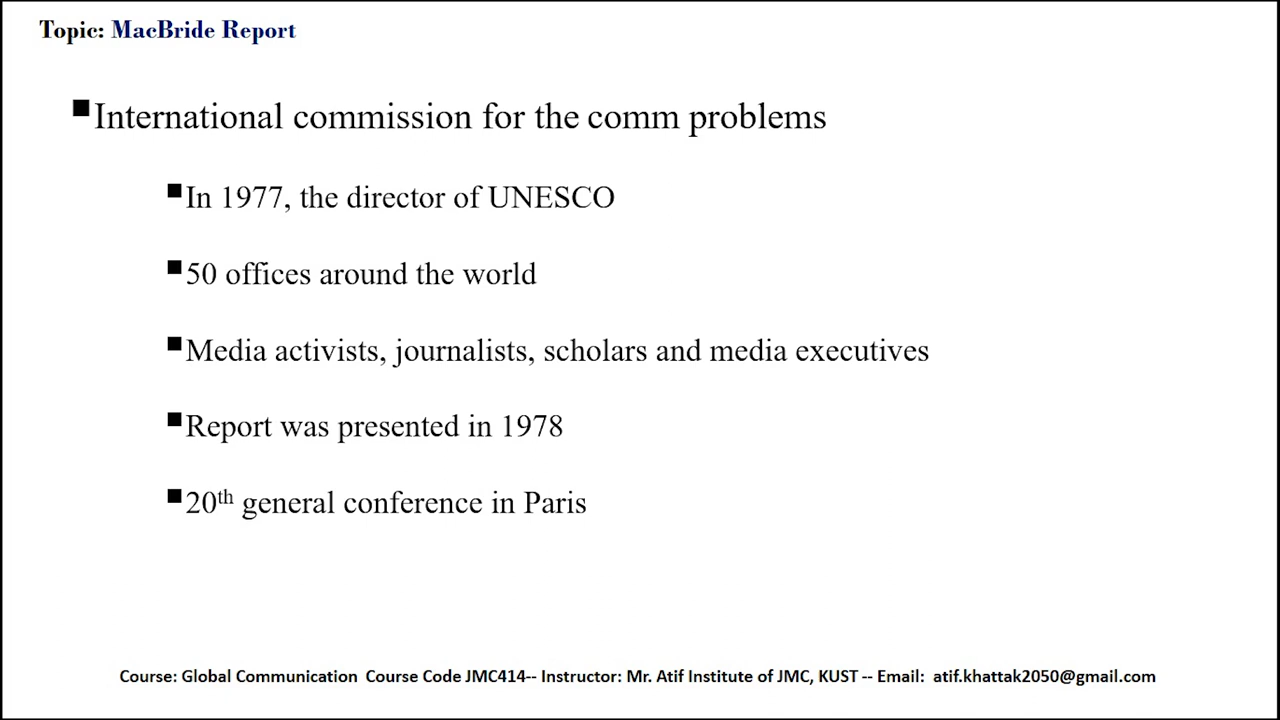 Topic: MacBride Report
International commission for the comm problems
In 1977, the director of UNESCO
50 offices around the world
Media activists, journalists, scholars and media executives
Report was presented in 1978
20th general conference in Paris
Course: Global Communication Course Code JMC414-- Instructor: Mr. Atif Institute of JMC, KUST -- Email: atif.khattak2050@gmail.com